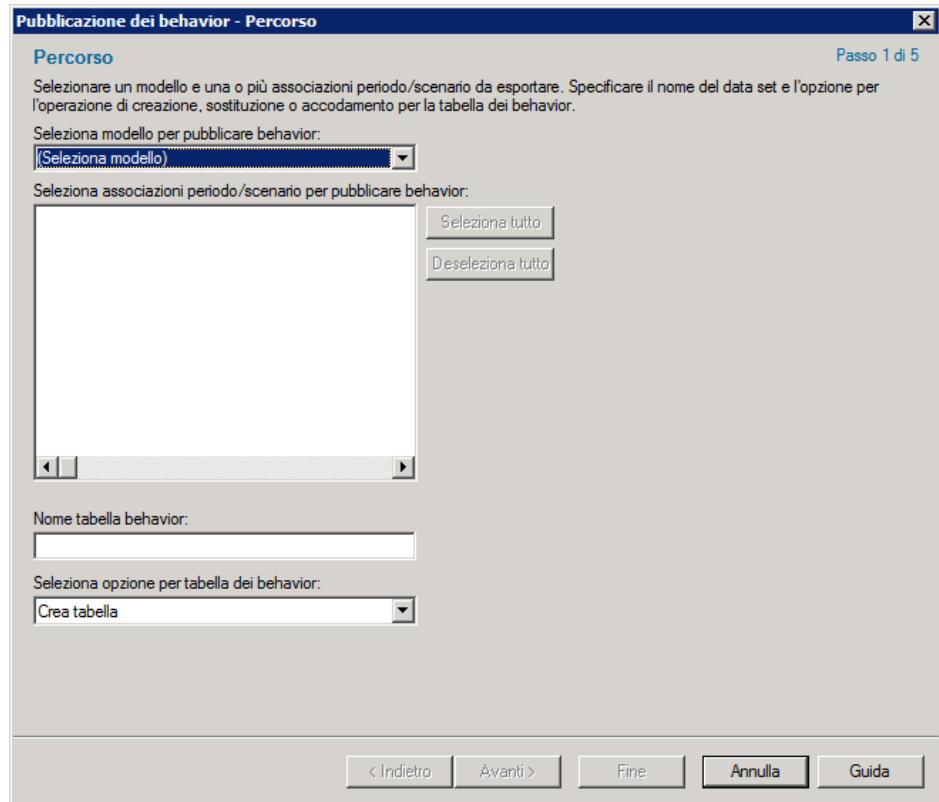 Pubblicazione dei behavior - Percorso
Percorso
Passo 1 di 5
Selezionare un modello e una o più associazioni periodo/scenario da esportare. Specificare il nome del data set e l'opzione per
l'operazione di creazione, sostituzione o accodamento per la tabella dei behavior.
Seleziona modello per pubblicare behavior:
(Seleziona modello)
Seleziona associazioni periodo/scenario per pubblicare behavior:
Seleziona tutto
Deseleziona tutto
Nome tabella behavior:
Seleziona opzione per tabella dei behavior:
Crea tabella
< Indietro
Avanti >
Fine
Annulla
Guida